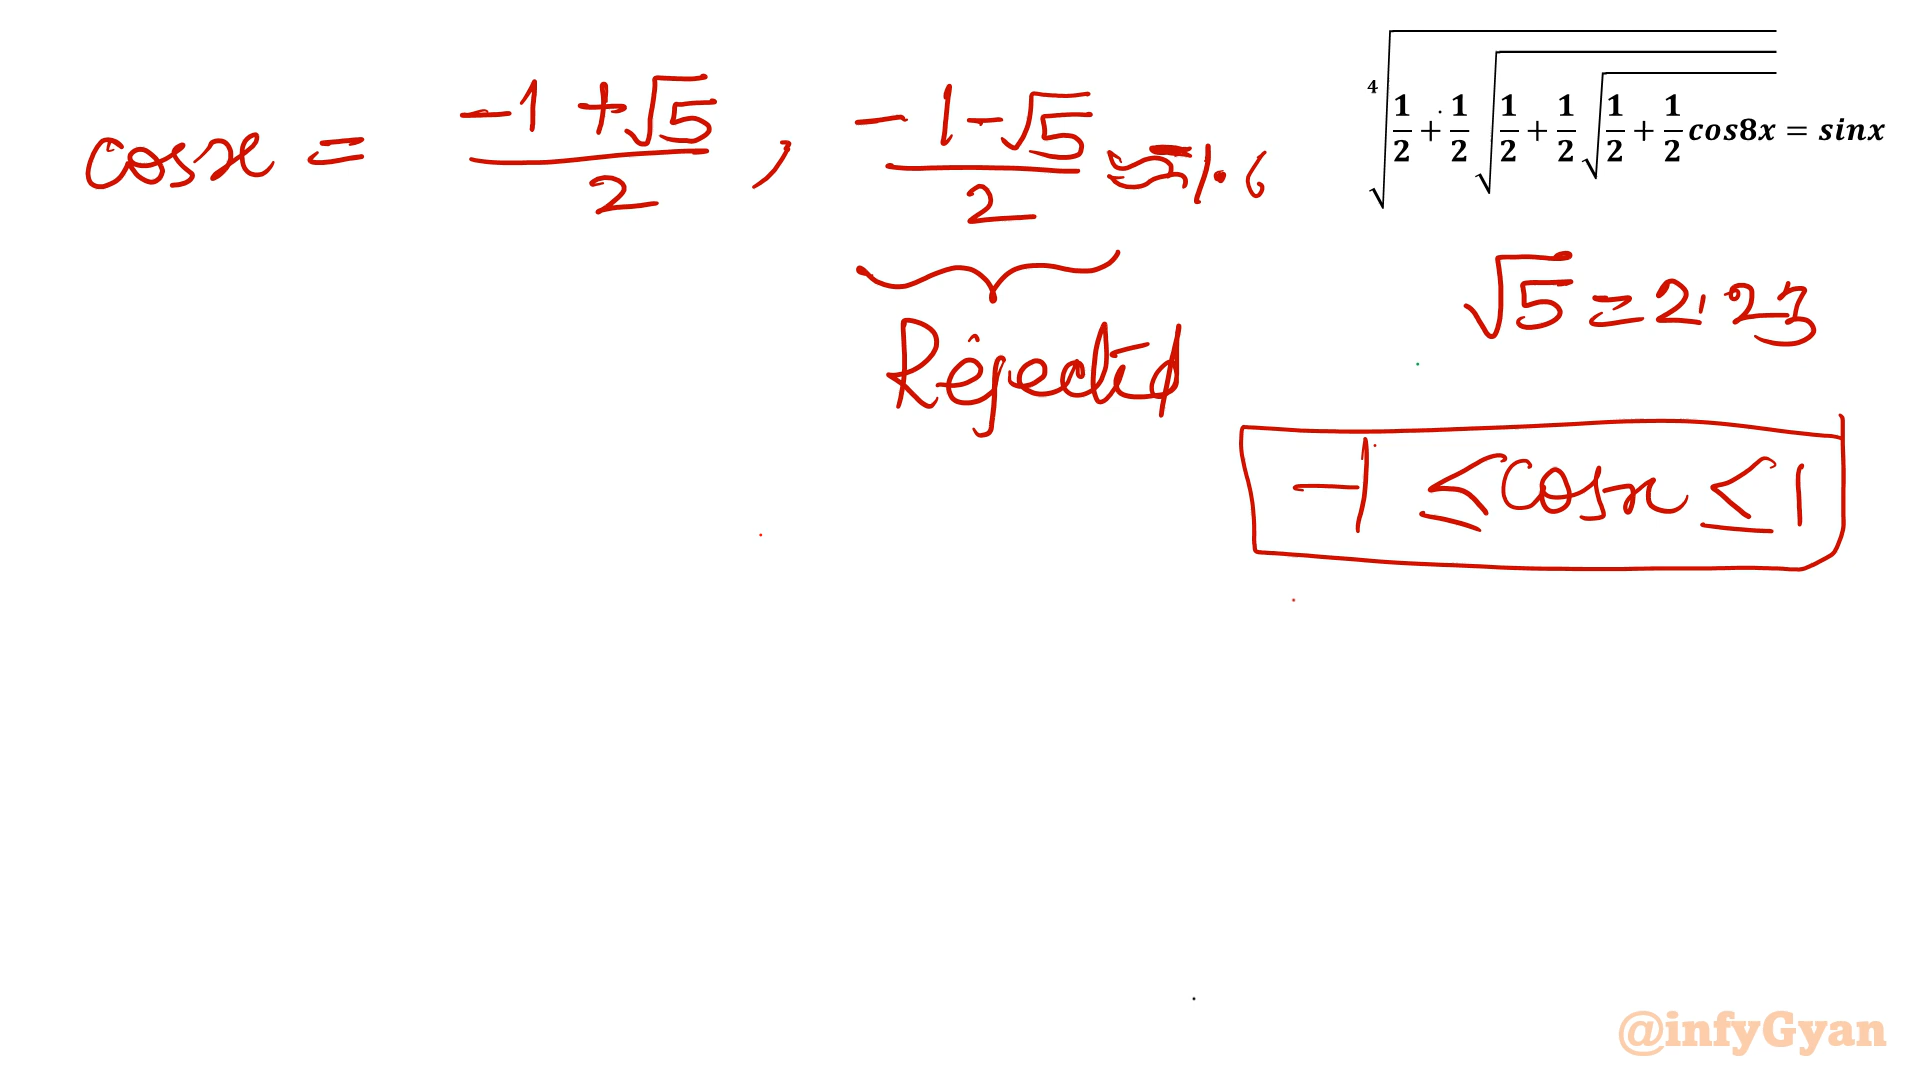 cosx = (-1 + √5)/2 , (-1 - √5)/2 ≈ -1.6
Rejected
∜(1/2 + 1/2 √(1/2 + 1/2 √(1/2 + 1/2 cos8x))) = sinx
√5 = 2.23
-1 ≤ cosx ≤ 1
@infyGyan